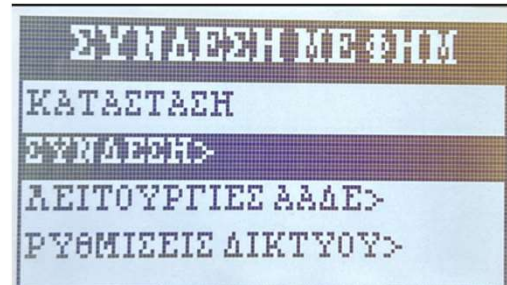 ΣΥΝΔΕΣΗ ΜΕ ΦΗΜ
ΚΑΤΑΣΤΑΣΗ
ΣΥΝΔΕΣΗ>
ΛΕΙΤΟΥΡΓΙΕΣ ΑΑΔΕ>
ΡΥΘΜΙΣΕΙΣ ΔΙΚΤΥΟΥ>